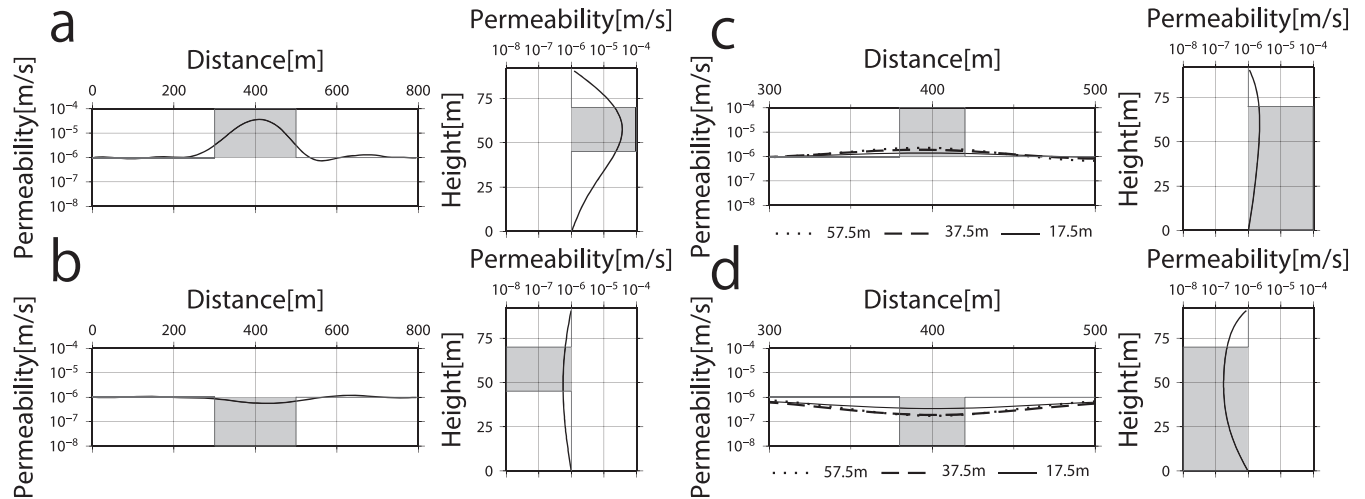 a
Distance[m]
0 200 400 600 800
Permeability[m/s]
10⁻⁴
10⁻⁵
10⁻⁶
10⁻⁷
10⁻⁸
Permeability[m/s]
10⁻⁸ 10⁻⁷ 10⁻⁶ 10⁻⁵ 10⁻⁴
Height[m]
75
50
25
0
c
Distance[m]
300 400 500
Permeability[m/s]
10⁻⁴
10⁻⁵
10⁻⁶
10⁻⁷
10⁻⁸
57.5m 37.5m 17.5m
Permeability[m/s]
10⁻⁸ 10⁻⁷ 10⁻⁶ 10⁻⁵ 10⁻⁴
Height[m]
75
50
25
0
b
Distance[m]
0 200 400 600 800
Permeability[m/s]
10⁻⁴
10⁻⁵
10⁻⁶
10⁻⁷
10⁻⁸
Permeability[m/s]
10⁻⁸ 10⁻⁷ 10⁻⁶ 10⁻⁵ 10⁻⁴
Height[m]
75
50
25
0
d
Distance[m]
300 400 500
Permeability[m/s]
10⁻⁴
10⁻⁵
10⁻⁶
10⁻⁷
10⁻⁸
57.5m 37.5m 17.5m
Permeability[m/s]
10⁻⁸ 10⁻⁷ 10⁻⁶ 10⁻⁵ 10⁻⁴
Height[m]
75
50
25
0